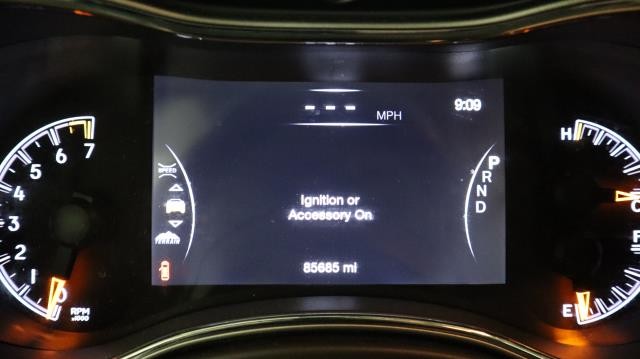 --- MPH
9:09
7
6
5
4
3
2
1
0
RPM
x1000
SPEED
TERRAIN
Ignition or
Accessory On
85685 mi
P
R
N
D
H
C
F
E